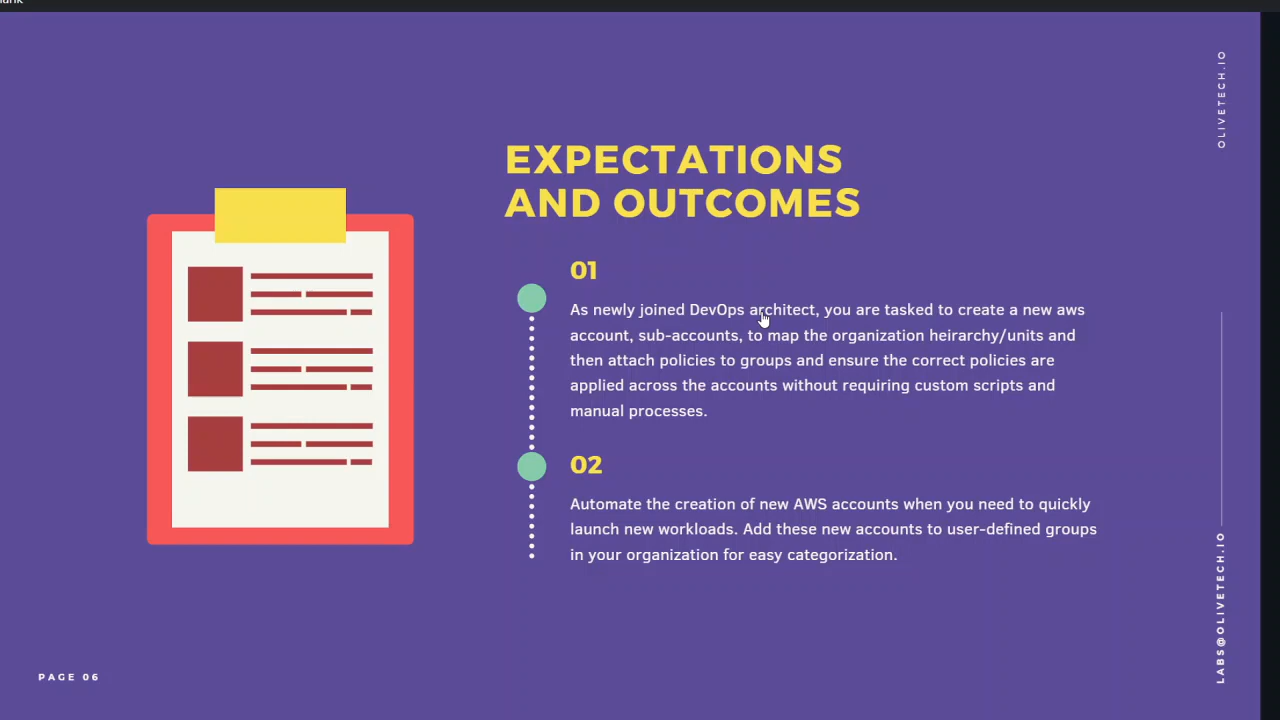 OLIVETECH.IO
EXPECTATIONS
AND OUTCOMES
01
As newly joined DevOps architect, you are tasked to create a new aws
account, sub-accounts, to map the organization heirarchy/units and
then attach policies to groups and ensure the correct policies are
applied across the accounts without requiring custom scripts and
manual processes.
02
Automate the creation of new AWS accounts when you need to quickly
launch new workloads. Add these new accounts to user-defined groups
in your organization for easy categorization.
LABS@OLIVETECH.IO
PAGE 06